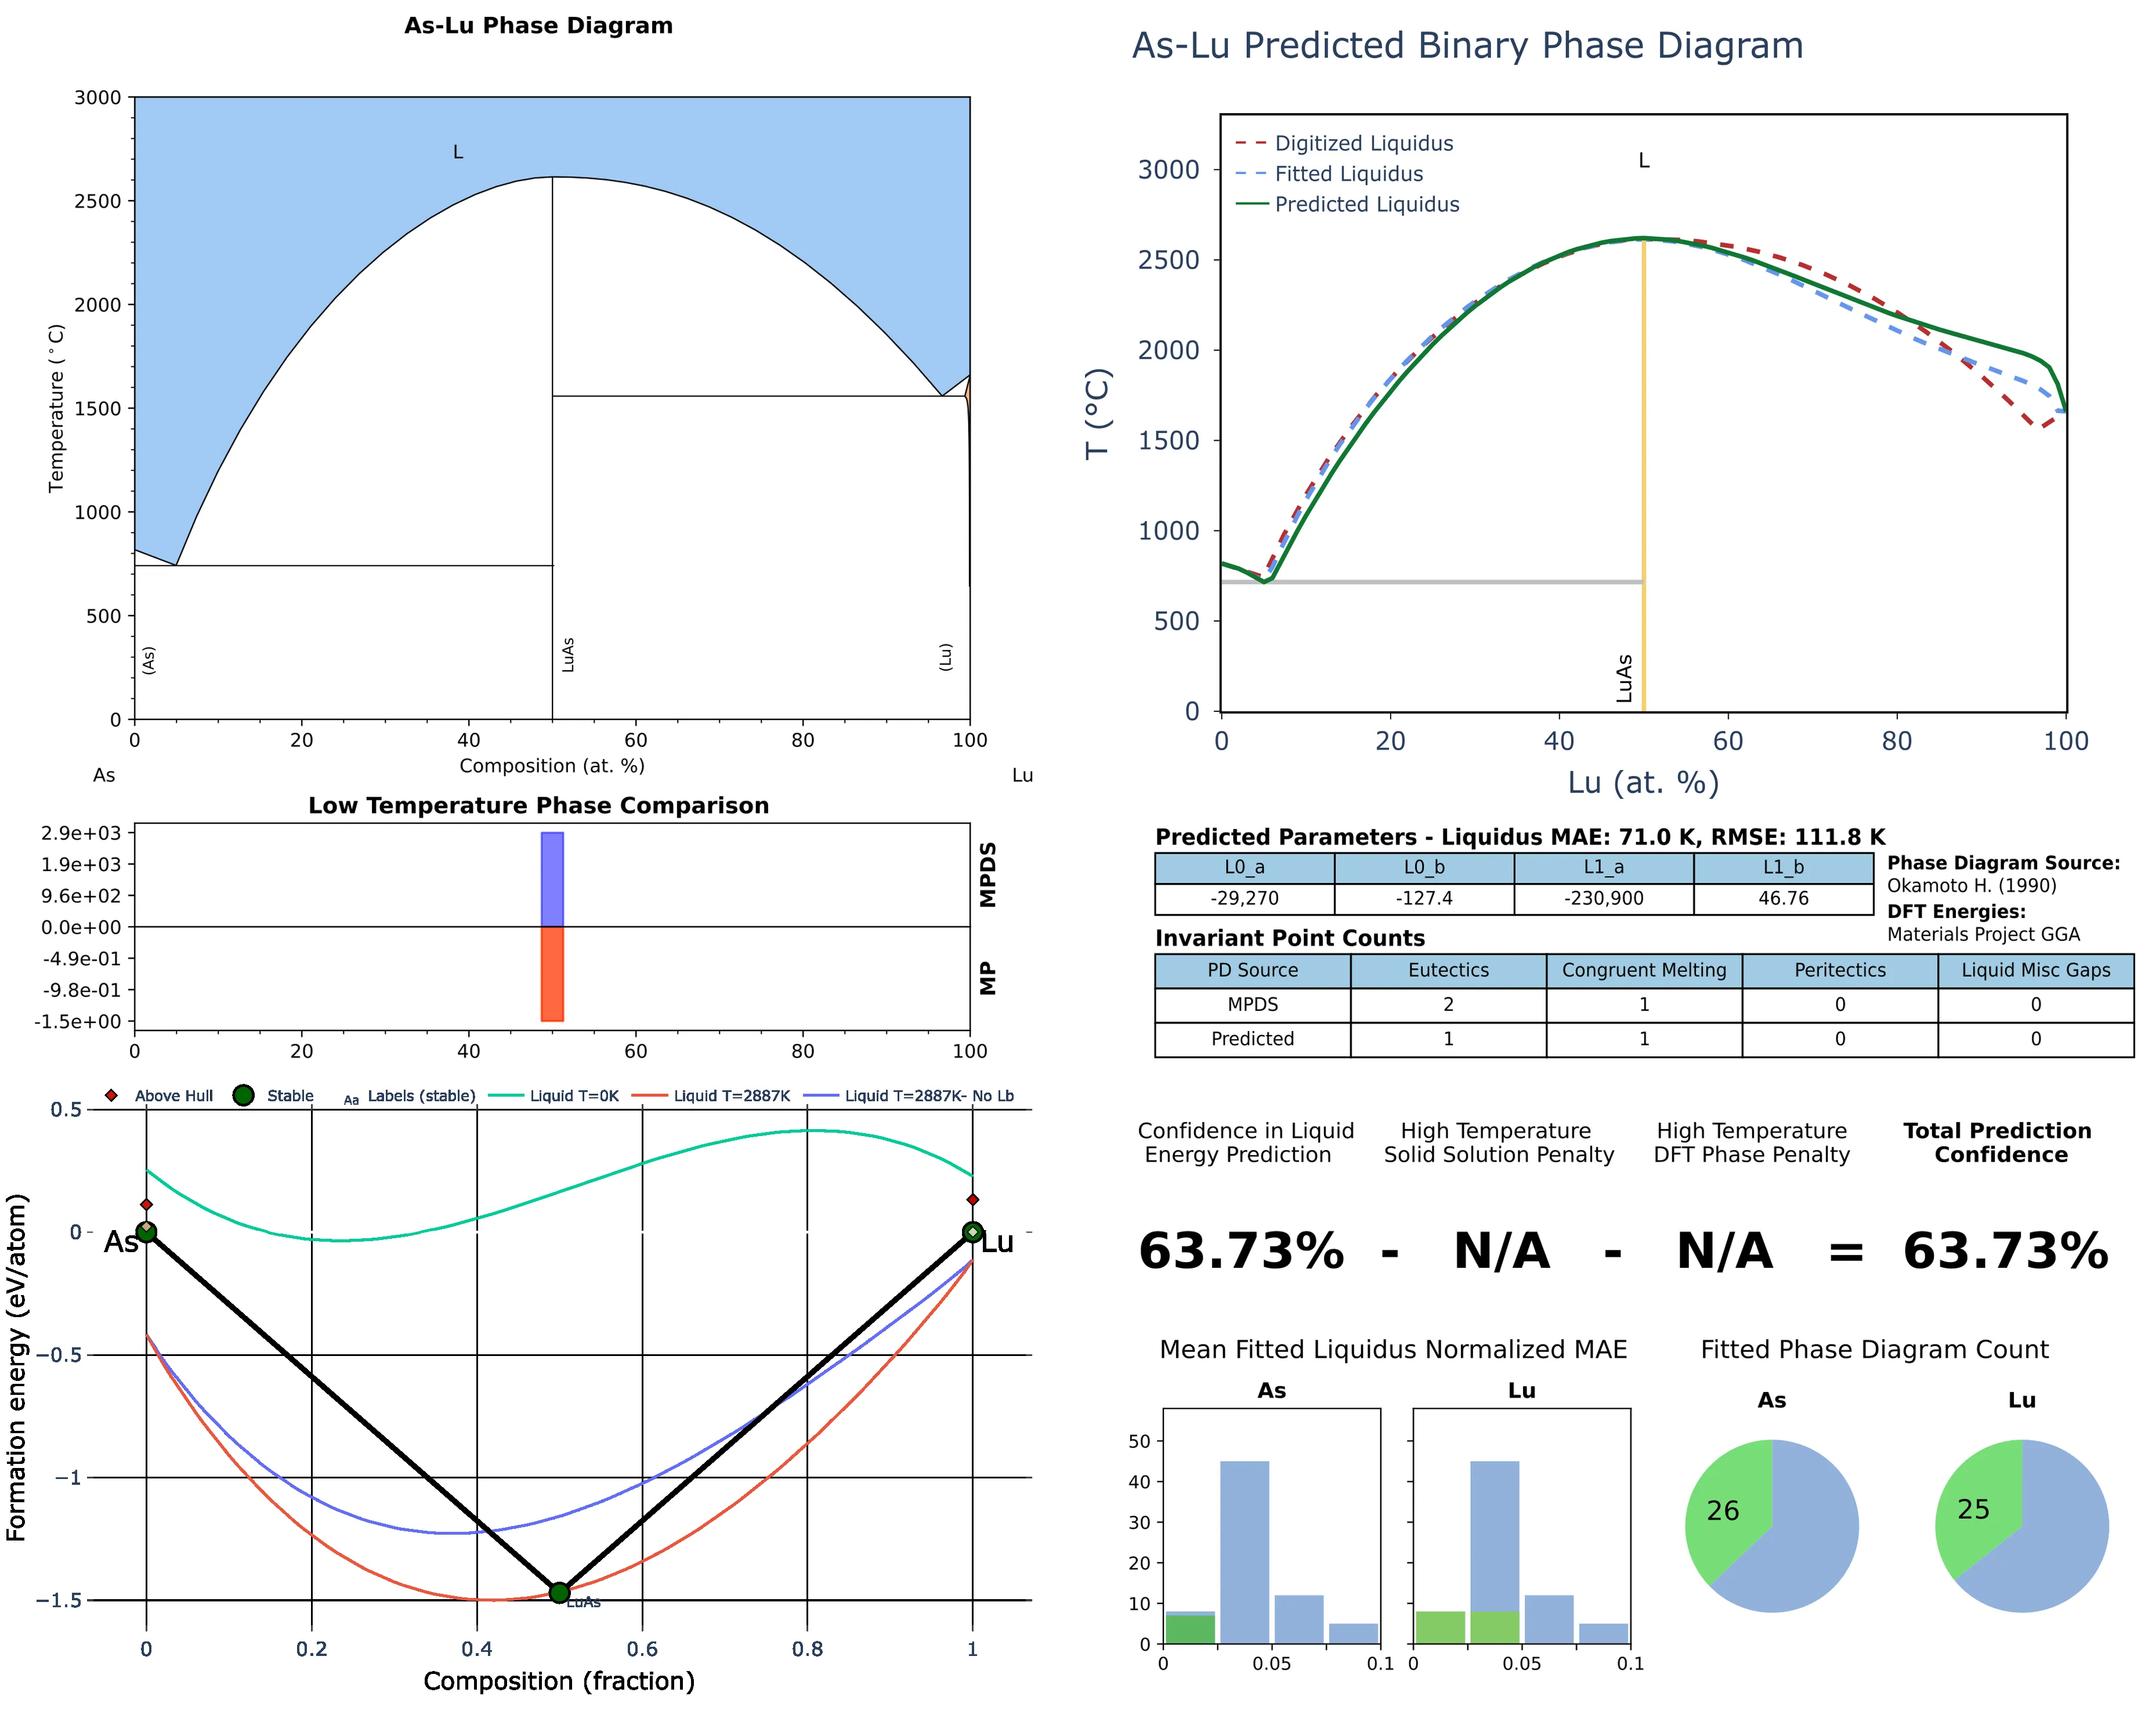 As-Lu Phase Diagram
3000
2500
2000
1500
1000
500
0
Temperature (°C)
L
(As)
LuAs
(Lu)
0 20 40 60 80 100
Composition (at. %)
As
Lu
Low Temperature Phase Comparison
2.9e+03
1.9e+03
9.6e+02
0.0e+00
-4.9e-01
-9.8e-01
-1.5e+00
MPDS
MP
0 20 40 60 80 100
Above Hull Stable Aa Labels (stable) Liquid T=0K Liquid T=2887K Liquid T=2887K- No Lb
0.5
0
−0.5
−1
−1.5
Formation energy (eV/atom)
As
Lu
LuAs
0 0.2 0.4 0.6 0.8 1
Composition (fraction)
As-Lu Predicted Binary Phase Diagram
Digitized Liquidus
Fitted Liquidus
Predicted Liquidus
L
3000
2500
2000
1500
1000
500
0
T (°C)
LuAs
0 20 40 60 80 100
Lu (at. %)
Predicted Parameters - Liquidus MAE: 71.0 K, RMSE: 111.8 K
L0_a L0_b L1_a L1_b
-29,270 -127.4 -230,900 46.76
Phase Diagram Source:
Okamoto H. (1990)
DFT Energies:
Materials Project GGA
Invariant Point Counts
PD Source Eutectics Congruent Melting Peritectics Liquid Misc Gaps
MPDS 2 1 0 0
Predicted 1 1 0 0
Confidence in Liquid
Energy Prediction
High Temperature
Solid Solution Penalty
High Temperature
DFT Phase Penalty
Total Prediction
Confidence
63.73% - N/A - N/A = 63.73%
Mean Fitted Liquidus Normalized MAE
As
Lu
50
40
30
20
10
0
0 0.05 0.1
0 0.05 0.1
Fitted Phase Diagram Count
As
Lu
26
25